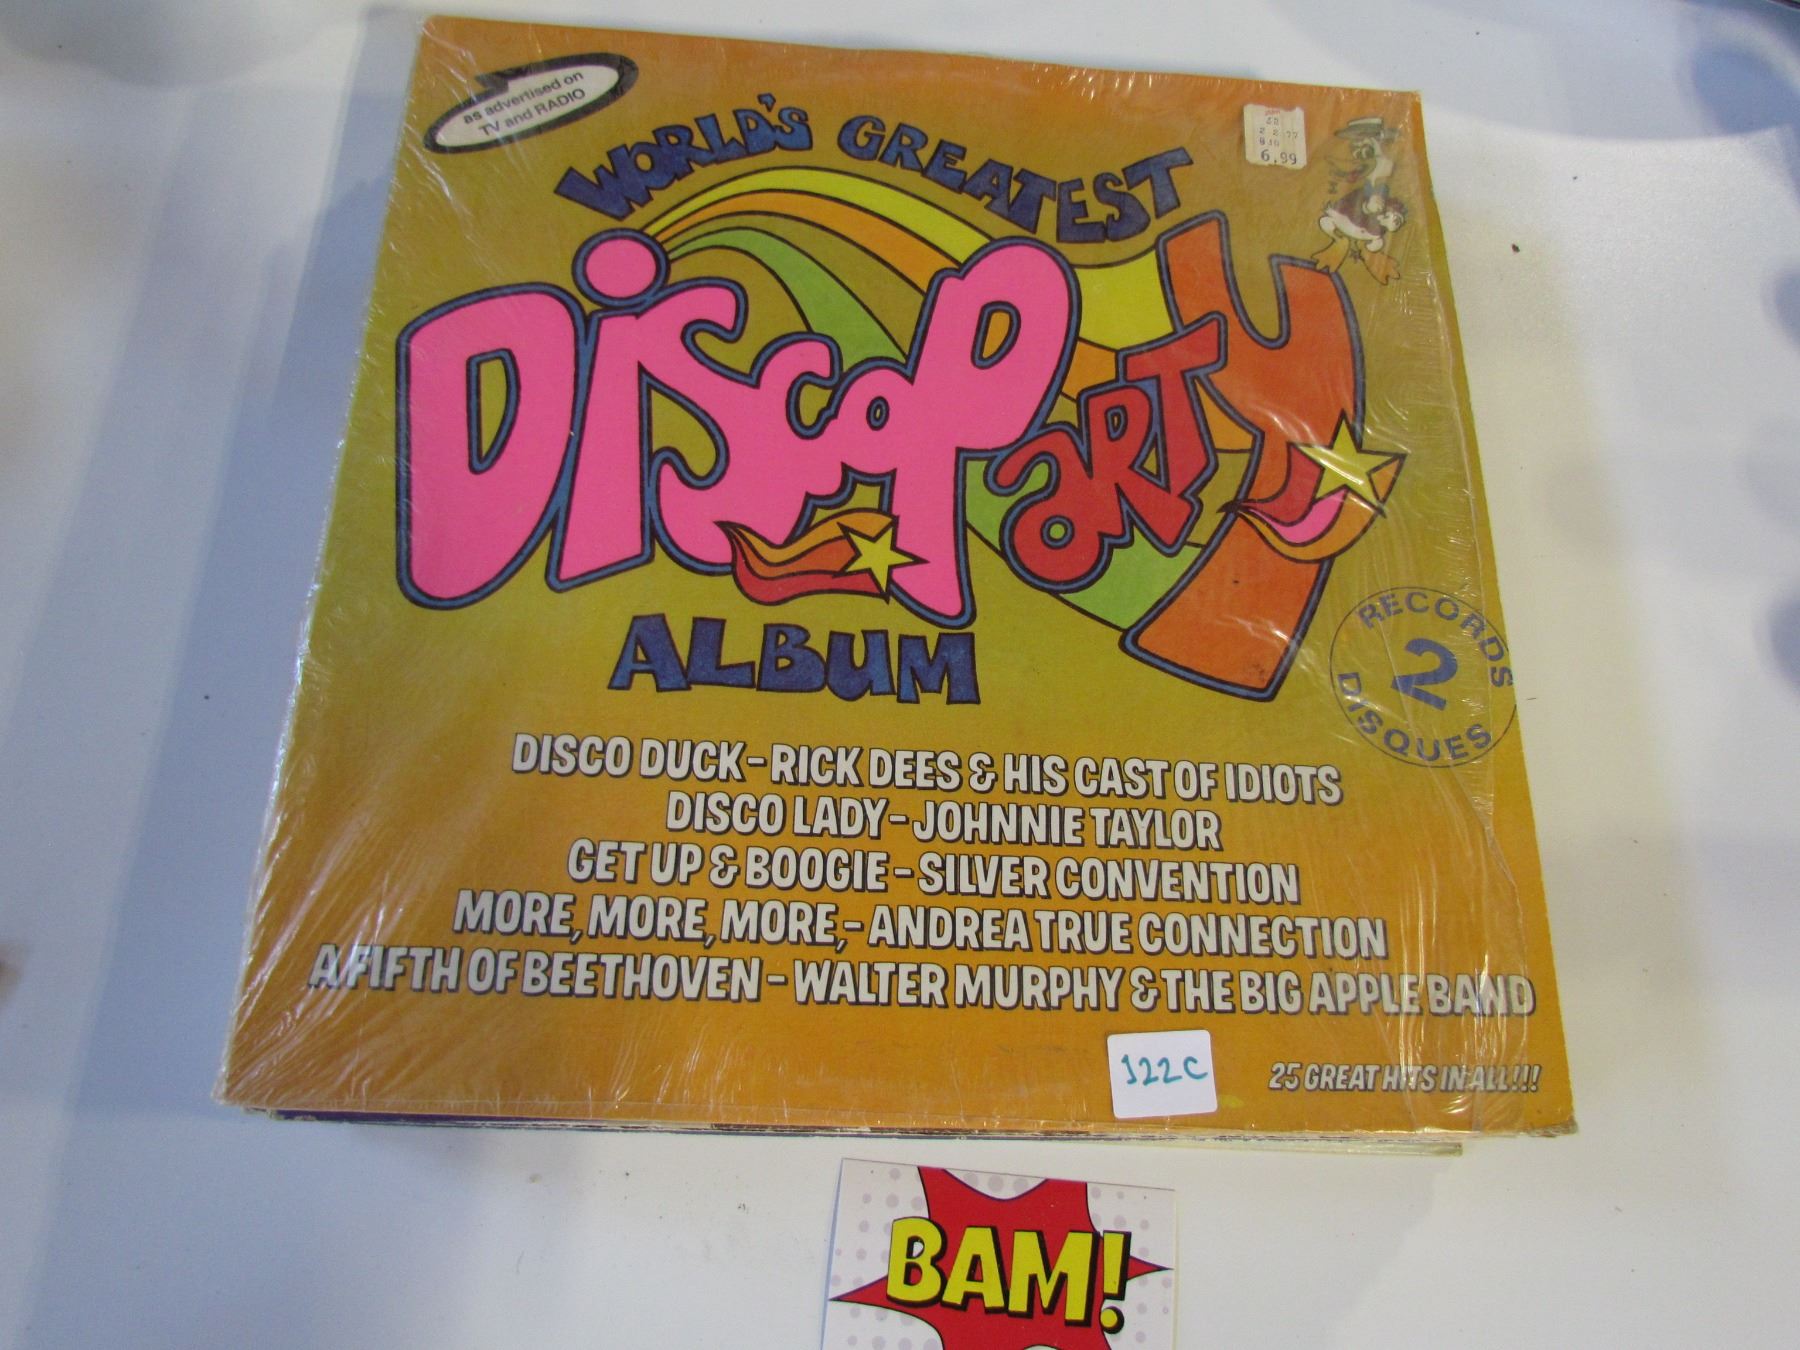 as advertised on
TV and RADIO
WORLD'S GREATEST
DISCO PARTY
ALBUM
6.99
RECORDS
2
DISQUES
DISCO DUCK-RICK DEES & HIS CAST OF IDIOTS
DISCO LADY-JOHNNIE TAYLOR
GET UP & BOOGIE-SILVER CONVENTION
MORE, MORE, MORE,-ANDREA TRUE CONNECTION
A FIFTH OF BEETHOVEN-WALTER MURPHY & THE BIG APPLE BAND
122C
25 GREAT HITS IN ALL!!!
BAM!